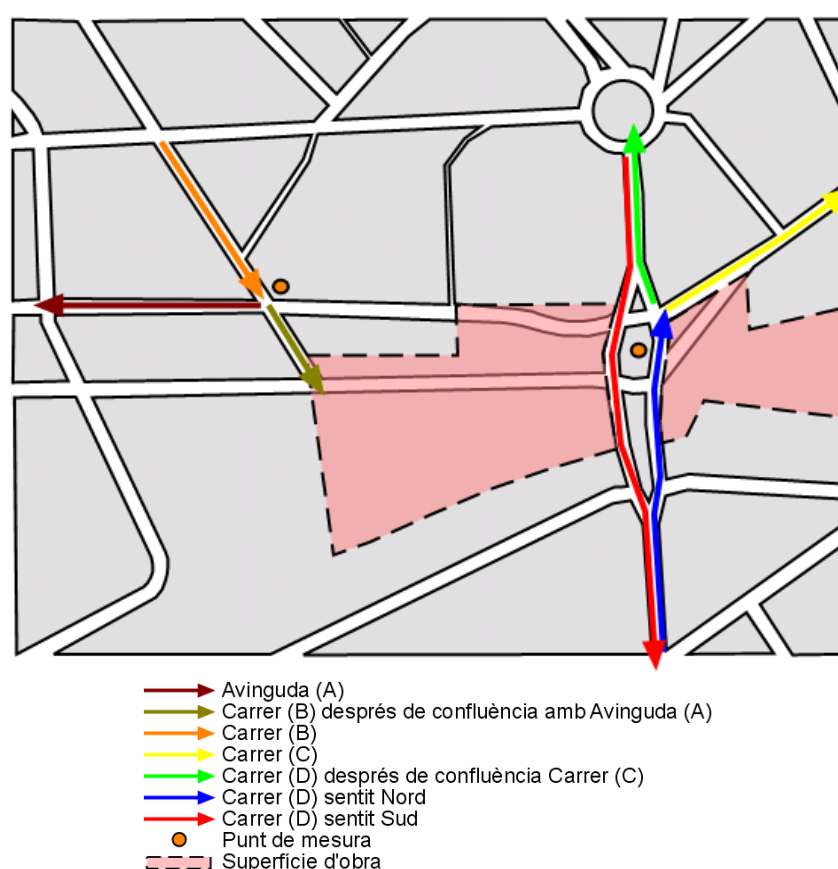 Avinguda (A)
Carrer (B) després de confluència amb Avinguda (A)
Carrer (B)
Carrer (C)
Carrer (D) després de confluència Carrer (C)
Carrer (D) sentit Nord
Carrer (D) sentit Sud
Punt de mesura
Superfície d'obra